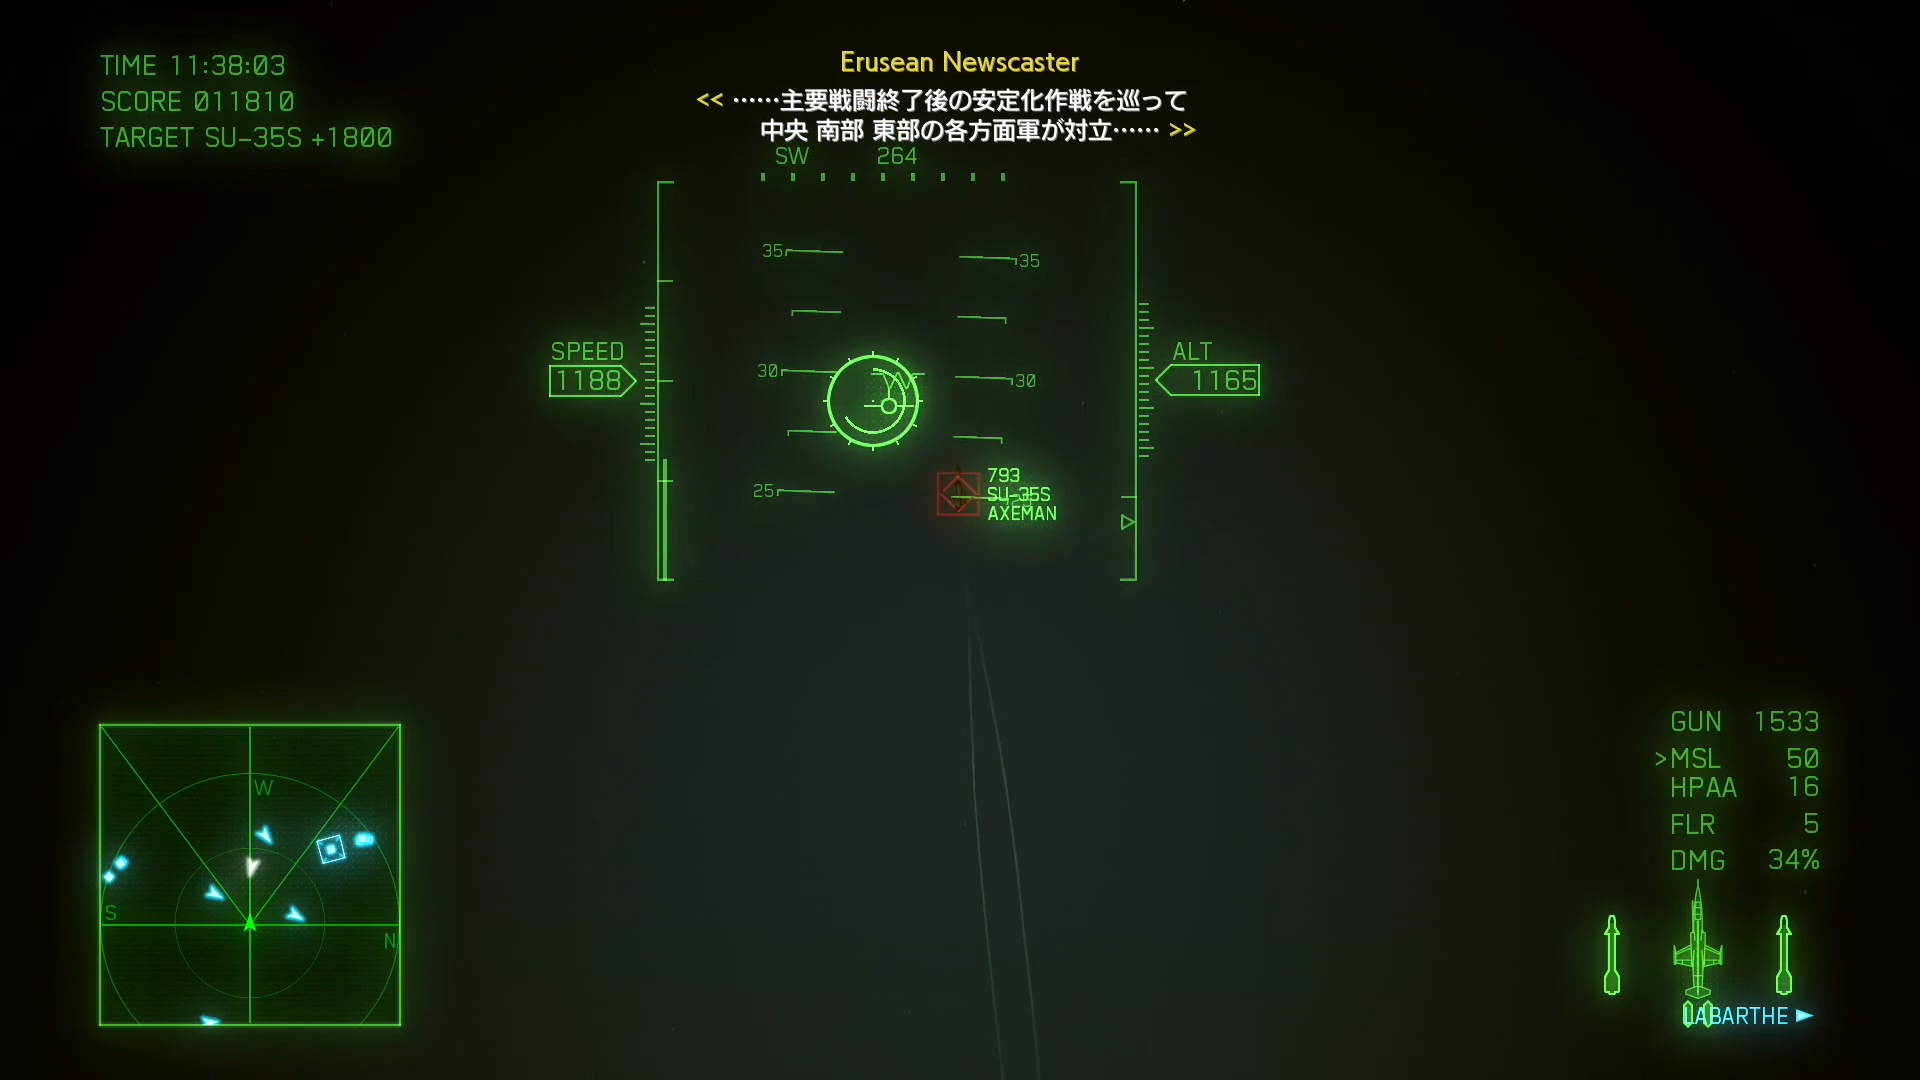 TIME 11:38:03
SCORE 011810
TARGET SU-35S +1800
Erusean Newscaster
<< ……主要戦闘終了後の安定化作戦を巡って
中央 南部 東部の各方面軍が対立…… >>
SW 264
35 35
SPEED
1188
ALT
1165
30 30
25
793
SU-35S
AXEMAN
W
S
N
GUN 1533
>MSL 50
HPAA 16
FLR 5
DMG 34%
LABARTHE